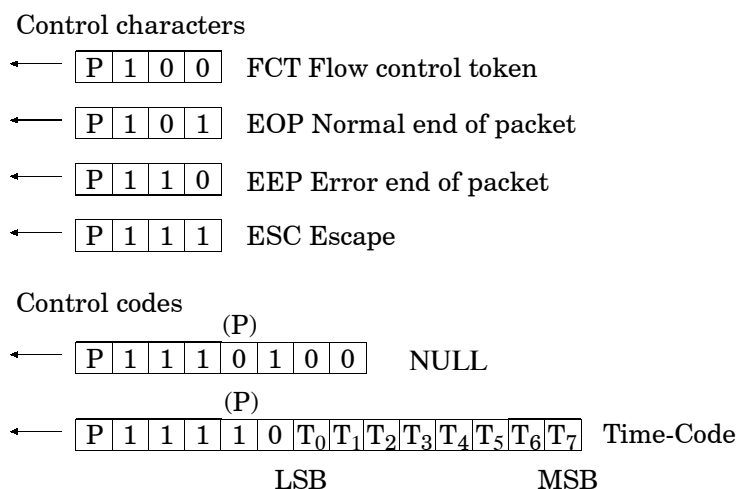 Control characters
P 1 0 0 FCT Flow control token
P 1 0 1 EOP Normal end of packet
P 1 1 0 EEP Error end of packet
P 1 1 1 ESC Escape
Control codes
(P)
P 1 1 1 0 1 0 0 NULL
(P)
P 1 1 1 1 0 T0 T1 T2 T3 T4 T5 T6 T7 Time-Code
LSB MSB